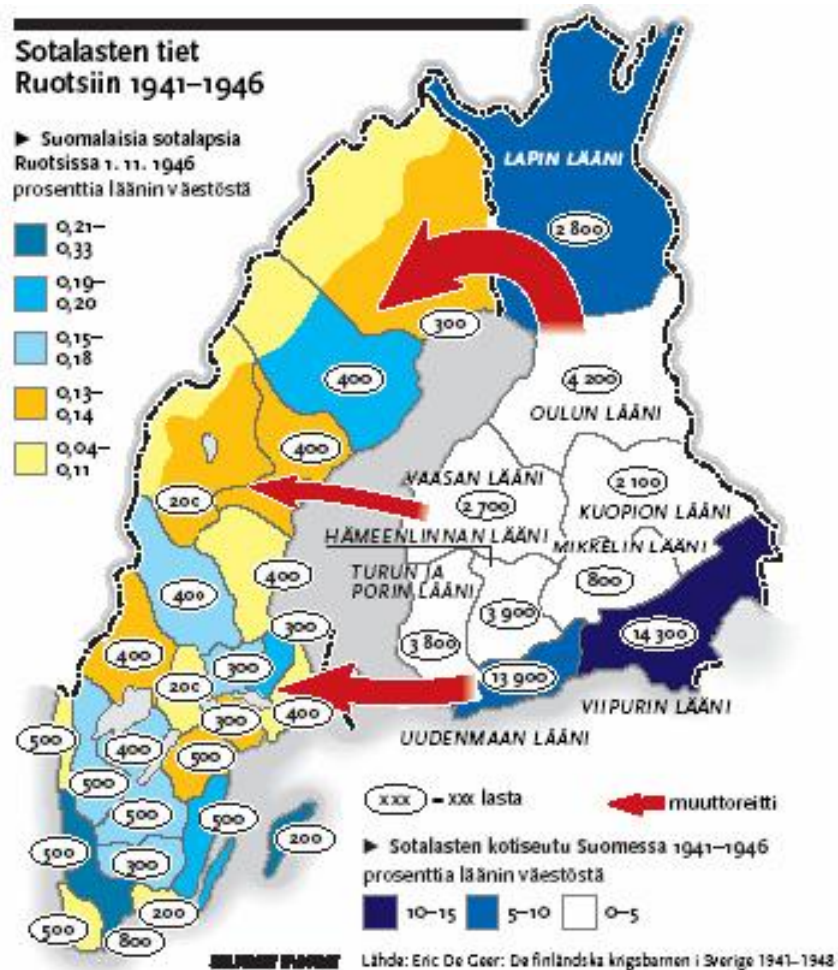 Sotalasten tiet
Ruotsiin 1941–1946
► Suomalaisia sotalapsia
Ruotsissa 1. 11. 1946
prosenttia läänin väestöstä
0,21–
0,33
0,19–
0,20
0,15–
0,18
0,13–
0,14
0,04–
0,11
LAPIN LÄÄNI
2 800
300
400
4 200
OULUN LÄÄNI
400
VAASAN LÄÄNI
2 700
2 100
KUOPION LÄÄNI
200
HÄMEENLINNAN LÄÄNI
MIKKELIN LÄÄNI
800
400
TURUN JA
PORIN LÄÄNI
400
3 900
300
3 800
14 300
400
300
200
13 900
300
400
VIIPURIN LÄÄNI
UUDENMAAN LÄÄNI
500
400
500
500
500
500
200
500
300
200
500
800
xxx = xxx lasta
muuttoreitti
► Sotalasten kotiseutu Suomessa 1941–1946
prosenttia läänin väestöstä
10–15
5–10
0–5
Lähde: Eric De Geer: De finländska krigsbarnen i Sverige 1941–1948